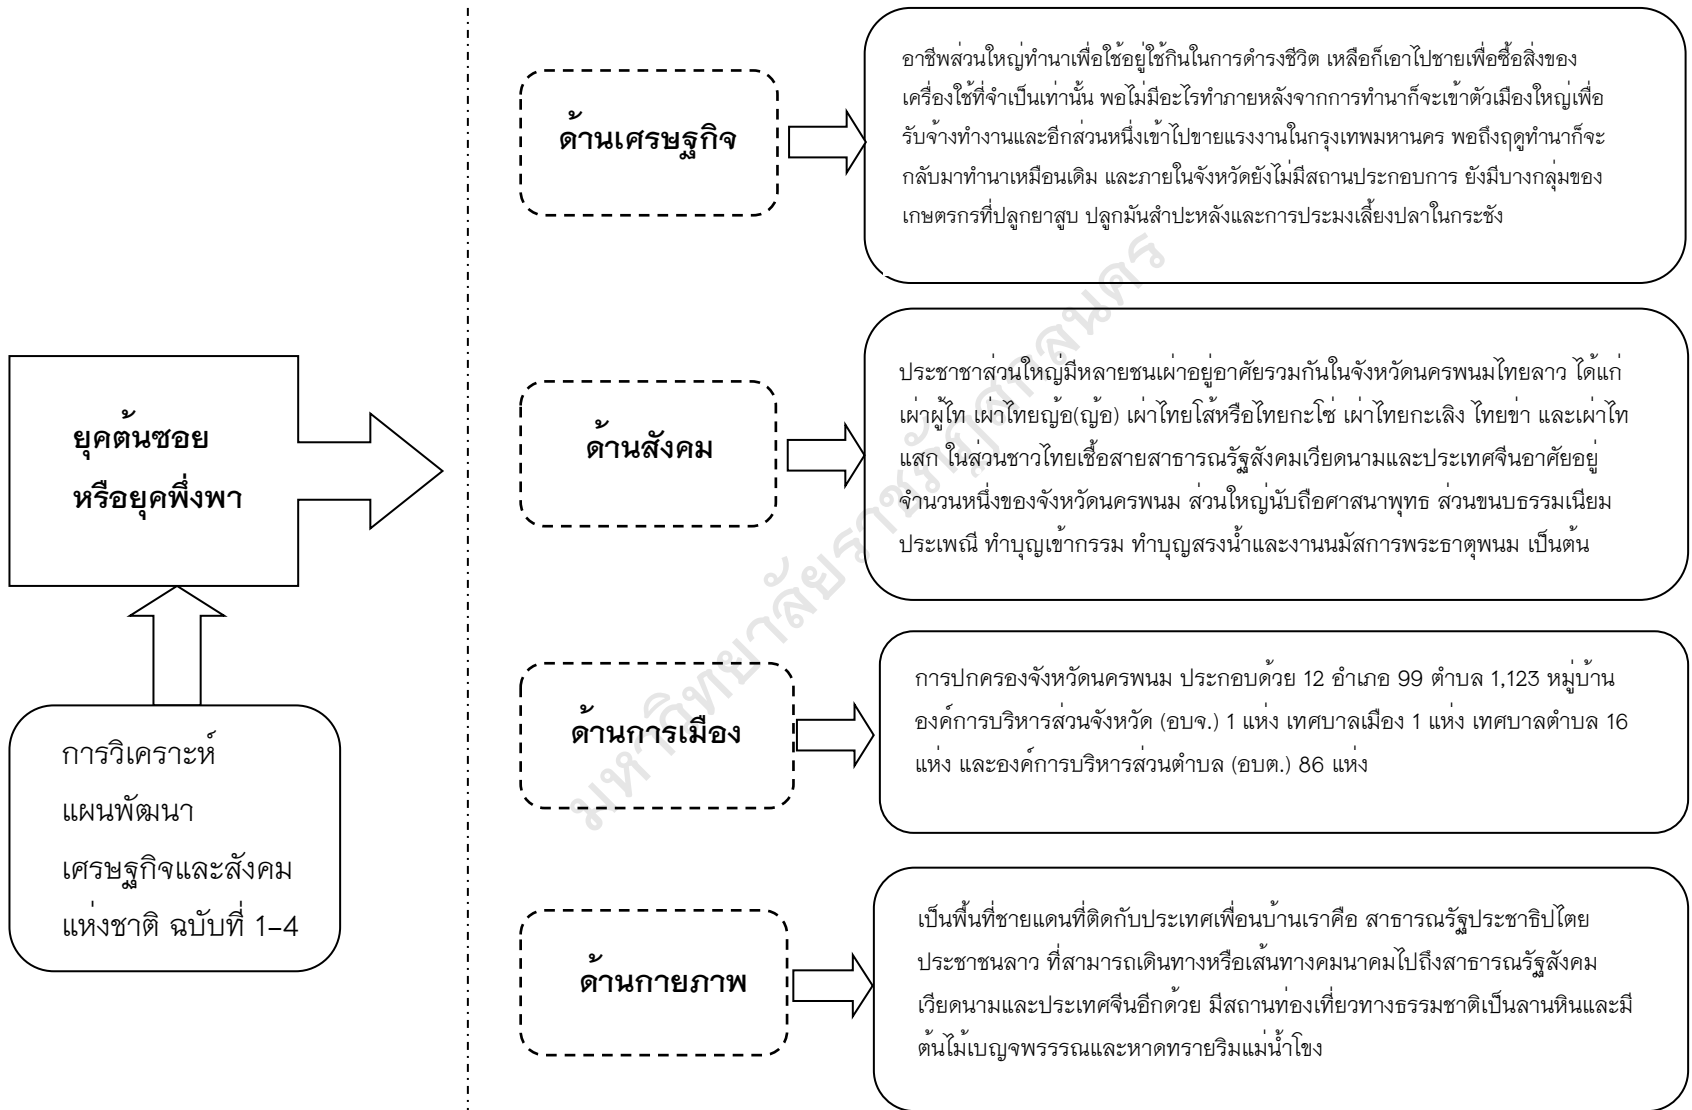 ยุคต้นซอย
หรือยุคพึ่งพา
การวิเคราะห์
แผนพัฒนา
เศรษฐกิจและสังคม
แห่งชาติ ฉบับที่ 1–4
ด้านเศรษฐกิจ
อาชีพส่วนใหญ่ทำนาเพื่อใช้อยู่ใช้กินในการดำรงชีวิต เหลือก็เอาไปชายเพื่อซื้อสิ่งของ
เครื่องใช้ที่จำเป็นเท่านั้น พอไม่มีอะไรทำภายหลังจากการทำนาก็จะเข้าตัวเมืองใหญ่เพื่อ
รับจ้างทำงานและอีกส่วนหนึ่งเข้าไปขายแรงงานในกรุงเทพมหานคร พอถึงฤดูทำนาก็จะ
กลับมาทำนาเหมือนเดิม และภายในจังหวัดยังไม่มีสถานประกอบการ ยังมีบางกลุ่มของ
เกษตรกรที่ปลูกยาสูบ ปลูกมันสำปะหลังและการประมงเลี้ยงปลาในกระชัง
ด้านสังคม
ประชาชาส่วนใหญ่มีหลายชนเผ่าอยู่อาศัยรวมกันในจังหวัดนครพนมไทยลาว ได้แก่
เผ่าผู้ไท เผ่าไทยญ้อ(ญ้อ) เผ่าไทยโส้หรือไทยกะโซ่ เผ่าไทยกะเลิง ไทยข่า และเผ่าไท
แสก ในส่วนชาวไทยเชื้อสายสาธารณรัฐสังคมเวียดนามและประเทศจีนอาศัยอยู่
จำนวนหนึ่งของจังหวัดนครพนม ส่วนใหญ่นับถือศาสนาพุทธ ส่วนขนบธรรมเนียม
ประเพณี ทำบุญเข้ากรรม ทำบุญสรงน้ำและงานนมัสการพระธาตุพนม เป็นต้น
ด้านการเมือง
การปกครองจังหวัดนครพนม ประกอบด้วย 12 อำเภอ 99 ตำบล 1,123 หมู่บ้าน
องค์การบริหารส่วนจังหวัด (อบจ.) 1 แห่ง เทศบาลเมือง 1 แห่ง เทศบาลตำบล 16
แห่ง และองค์การบริหารส่วนตำบล (อบต.) 86 แห่ง
ด้านกายภาพ
เป็นพื้นที่ชายแดนที่ติดกับประเทศเพื่อนบ้านเราคือ สาธารณรัฐประชาธิปไตย
ประชาชนลาว ที่สามารถเดินทางหรือเส้นทางคมนาคมไปถึงสาธารณรัฐสังคม
เวียดนามและประเทศจีนอีกด้วย มีสถานท่องเที่ยวทางธรรมชาติเป็นลานหินและมี
ต้นไม้เบญจพรรรณและหาดทรายริมแม่น้ำโขง
มหาวิทยาลัยราชภัฏสกลนคร